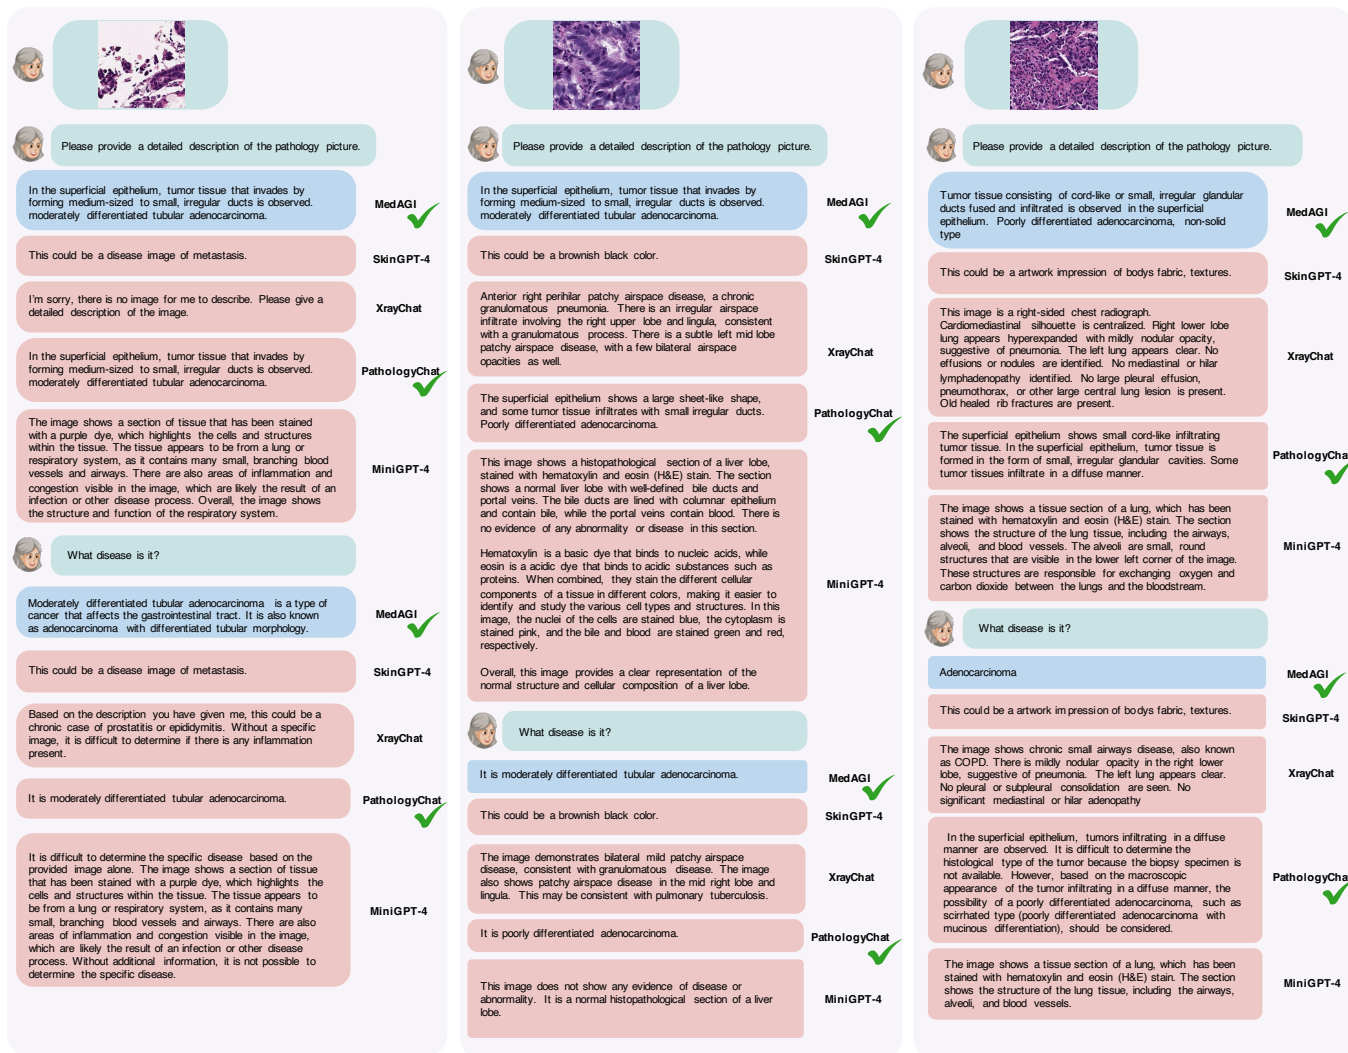 Please provide a detailed description of the pathology picture.
In the superficial epithelium, tumor tissue that invades by
forming medium-sized to small, irregular ducts is observed.
moderately differentiated tubular adenocarcinoma.
MedAGI
This could be a disease image of metastasis.
SkinGPT-4
I'm sorry, there is no image for me to describe. Please give a
detailed description of the image.
XrayChat
In the superficial epithelium, tumor tissue that invades by
forming medium-sized to small, irregular ducts is observed.
moderately differentiated tubular adenocarcinoma.
PathologyChat
The image shows a section of tissue that has been stained
with a purple dye, which highlights the cells and structures
within the tissue. The tissue appears to be from a lung or
respiratory system, as it contains many small, branching blood
vessels and airways. There are also areas of inflammation and
congestion visible in the image, which are likely the result of an
infection or other disease process. Overall, the image shows
the structure and function of the respiratory system.
MiniGPT-4
What disease is it?
Moderately differentiated tubular adenocarcinoma is a type of
cancer that affects the gastrointestinal tract. It is also known
as adenocarcinoma with differentiated tubular morphology.
MedAGI
This could be a disease image of metastasis.
SkinGPT-4
Based on the description you have given me, this could be a
chronic case of prostatitis or epididymitis. Without a specific
image, it is difficult to determine if there is any inflammation
present.
XrayChat
It is moderately differentiated tubular adenocarcinoma.
PathologyChat
It is difficult to determine the specific disease based on the
provided image alone. The image shows a section of tissue
that has been stained with a purple dye, which highlights the
cells and structures within the tissue. The tissue appears to
be from a lung or respiratory system, as it contains many
small, branching blood vessels and airways. There are also
areas of inflammation and congestion visible in the image,
which are likely the result of an infection or other disease
process. Without additional information, it is not possible to
determine the specific disease.
MiniGPT-4
Please provide a detailed description of the pathology picture.
In the superficial epithelium, tumor tissue that invades by
forming medium-sized to small, irregular ducts is observed.
moderately differentiated tubular adenocarcinoma.
MedAGI
This could be a brownish black color.
SkinGPT-4
Anterior right perihilar patchy airspace disease, a chronic
granulomatous pneumonia. There is an irregular airspace
infiltrate involving the right upper lobe and lingula, consistent
with a granulomatous process. There is a subtle left mid lobe
patchy airspace disease, with a few bilateral airspace
opacities as well.
XrayChat
The superficial epithelium shows a large sheet-like shape,
and some tumor tissue infiltrates with small irregular ducts.
Poorly differentiated adenocarcinoma.
PathologyChat
This image shows a histopathological section of a liver lobe,
stained with hematoxylin and eosin (H&E) stain. The section
shows a normal liver lobe with well-defined bile ducts and
portal veins. The bile ducts are lined with columnar epithelium
and contain bile, while the portal veins contain blood. There is
no evidence of any abnormality or disease in this section.
Hematoxylin is a basic dye that binds to nucleic acids, while
eosin is a acidic dye that binds to acidic substances such as
proteins. When combined, they stain the different cellular
components of a tissue in different colors, making it easier to
identify and study the various cell types and structures. In this
image, the nuclei of the cells are stained blue, the cytoplasm is
stained pink, and the bile and blood are stained green and red,
respectively.
Overall, this image provides a clear representation of the
normal structure and cellular composition of a liver lobe.
MiniGPT-4
What disease is it?
It is moderately differentiated tubular adenocarcinoma.
MedAGI
This could be a brownish black color.
SkinGPT-4
The image demonstrates bilateral mild patchy airspace
disease, consistent with granulomatous disease. The image
also shows patchy airspace disease in the mid right lobe and
lingula. This may be consistent with pulmonary tuberculosis.
XrayChat
It is poorly differentiated adenocarcinoma.
PathologyChat
This image does not show any evidence of disease or
abnormality. It is a normal histopathological section of a liver
lobe.
MiniGPT-4
Please provide a detailed description of the pathology picture.
Tumor tissue consisting of cord-like or small, irregular glandular
ducts fused and infiltrated is observed in the superficial
epithelium. Poorly differentiated adenocarcinoma, non-solid
type
MedAGI
This could be a artwork impression of bodys fabric, textures.
SkinGPT-4
This image is a right-sided chest radiograph.
Cardiomediastinal silhouette is centralized. Right lower lobe
lung appears hyperexpanded with mildly nodular opacity,
suggestive of pneumonia. The left lung appears clear. No
effusions or nodules are identified. No mediastinal or hilar
lymphadenopathy identified. No large pleural effusion,
pneumothorax, or other large central lung lesion is present.
Old healed rib fractures are present.
XrayChat
The superficial epithelium shows small cord-like infiltrating
tumor tissue. In the superficial epithelium, tumor tissue is
formed in the form of small, irregular glandular cavities. Some
tumor tissues infiltrate in a diffuse manner.
PathologyCha
The image shows a tissue section of a lung, which has been
stained with hematoxylin and eosin (H&E) stain. The section
shows the structure of the lung tissue, including the airways,
alveoli, and blood vessels. The alveoli are small, round
structures that are visible in the lower left corner of the image.
These structures are responsible for exchanging oxygen and
carbon dioxide between the lungs and the bloodstream.
MiniGPT-4
What disease is it?
Adenocarcinoma
MedAGI
This could be a artwork impression of bodys fabric, textures.
SkinGPT-4
The image shows chronic small airways disease, also known
as COPD. There is mildly nodular opacity in the right lower
lobe, suggestive of pneumonia. The left lung appears clear.
No pleural or subpleural consolidation are seen. No
significant mediastinal or hilar adenopathy
XrayChat
In the superficial epithelium, tumors infiltrating in a diffuse
manner are observed. It is difficult to determine the
histological type of the tumor because the biopsy specimen is
not available. However, based on the macroscopic
appearance of the tumor infiltrating in a diffuse manner, the
possibility of a poorly differentiated adenocarcinoma, such as
scirrhated type (poorly differentiated adenocarcinoma with
mucinous differentiation), should be considered.
PathologyCha
The image shows a tissue section of a lung, which has been
stained with hematoxylin and eosin (H&E) stain. The section
shows the structure of the lung tissue, including the airways,
alveoli, and blood vessels.
MiniGPT-4